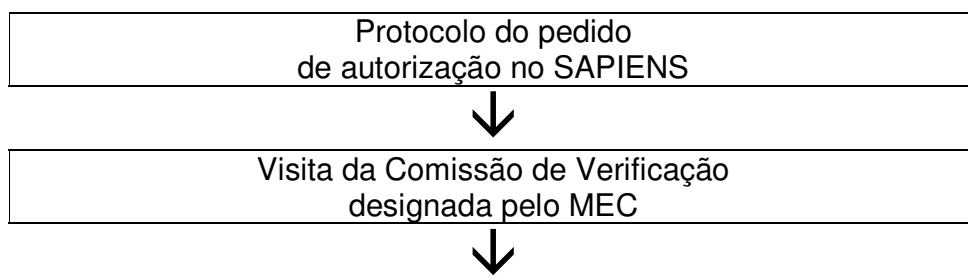 Protocolo do pedido
de autorização no SAPIENS
Visita da Comissão de Verificação
designada pelo MEC